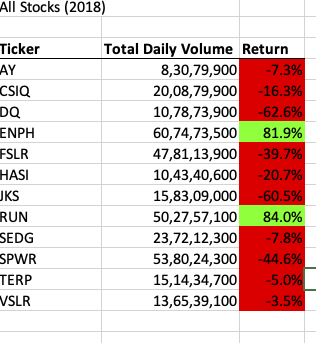 All Stocks (2018)
Ticker Total Daily Volume Return
AY 8,30,79,900 -7.3%
CSIQ 20,08,79,900 -16.3%
DQ 10,78,73,900 -62.6%
ENPH 60,74,73,500 81.9%
FSLR 47,81,13,900 -39.7%
HASI 10,43,40,600 -20.7%
JKS 15,83,09,000 -60.5%
RUN 50,27,57,100 84.0%
SEDG 23,72,12,300 -7.8%
SPWR 53,80,24,300 -44.6%
TERP 15,14,34,700 -5.0%
VSLR 13,65,39,100 -3.5%